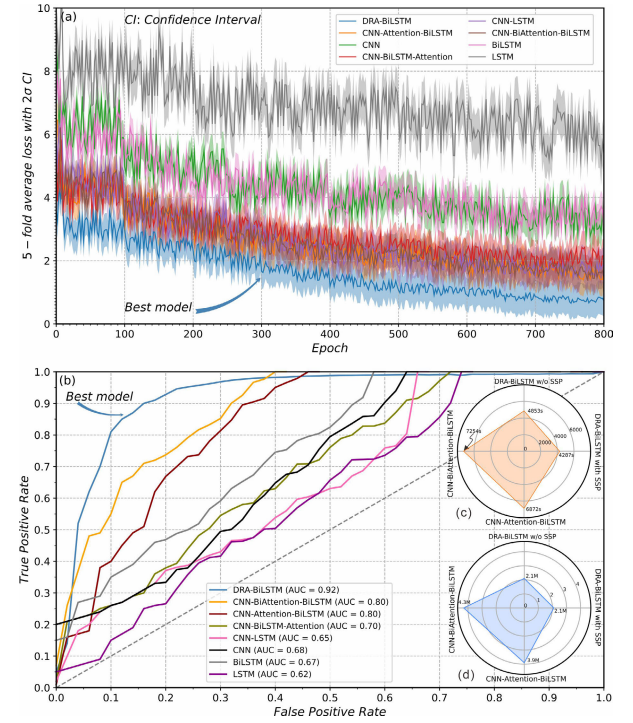 (a)
CI: Confidence Interval
DRA-BiLSTM
CNN-Attention-BiLSTM
CNN
CNN-BiLSTM-Attention
CNN-LSTM
CNN-BiAttention-BiLSTM
BiLSTM
LSTM
5 − fold average loss with 2σ CI
10
8
6
4
2
0
Best model
0 100 200 300 400 500 600 700 800
Epoch
(b)
Best model
True Positive Rate
1.0
0.9
0.8
0.7
0.6
0.5
0.4
0.3
0.2
0.1
0.0
DRA-BiLSTM (AUC = 0.92)
CNN-BiAttention-BiLSTM (AUC = 0.80)
CNN-Attention-BiLSTM (AUC = 0.80)
CNN-BiLSTM-Attention (AUC = 0.70)
CNN-LSTM (AUC = 0.65)
CNN (AUC = 0.68)
BiLSTM (AUC = 0.67)
LSTM (AUC = 0.62)
0.0 0.1 0.2 0.3 0.4 0.5 0.6 0.7 0.8 0.9 1.0
False Positive Rate
DRA-BiLSTM w/o SSP
DRA-BiLSTM with SSP
CNN-Attention-BiLSTM
CNN-BiAttention-BiLSTM
4853s
4287s
6872s
7254s
0
2000
4000
6000
(c)
DRA-BiLSTM w/o SSP
DRA-BiLSTM with SSP
CNN-Attention-BiLSTM
CNN-BiAttention-BiLSTM
2.1M
2.1M
3.9M
4.3M
0
1
2
3
4
(d)